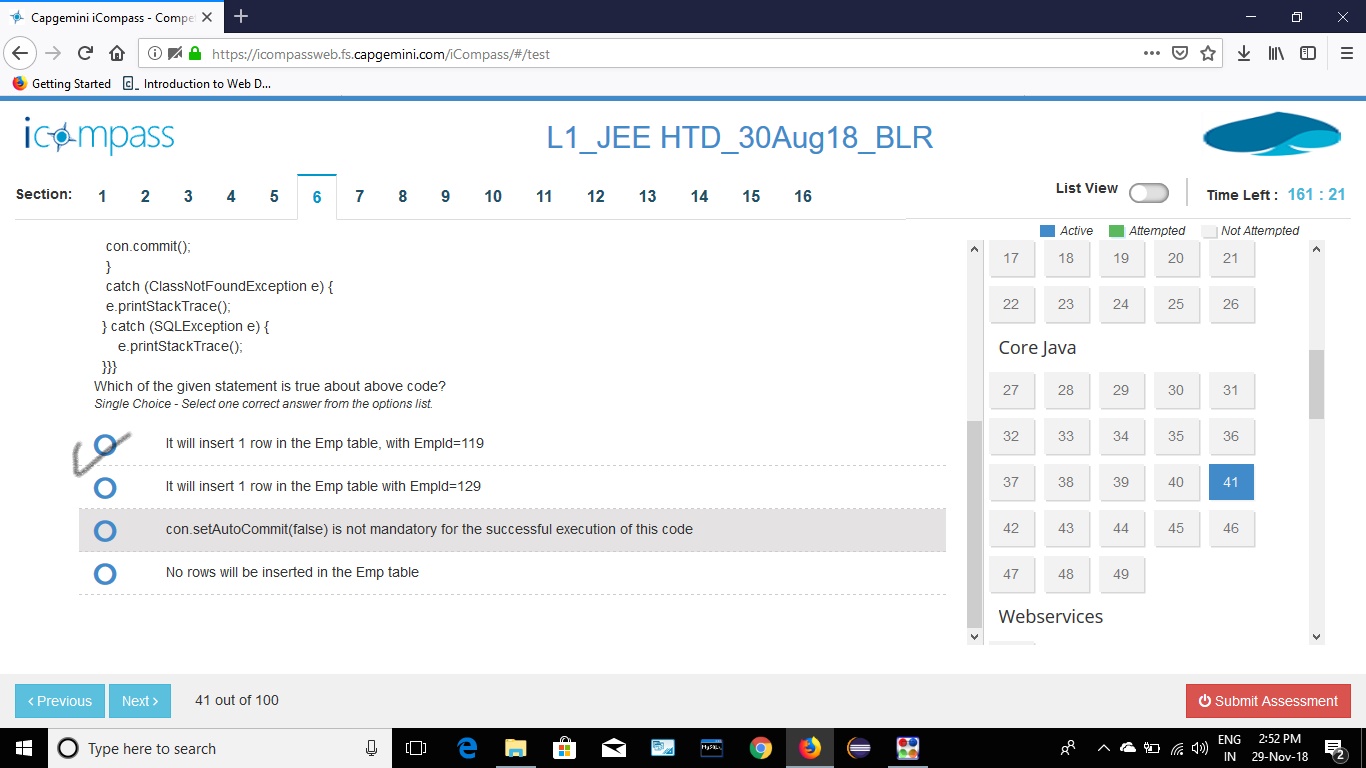 Capgemini iCompass - Compe
https://icompassweb.fs.capgemini.com/iCompass/#/test
Getting Started Introduction to Web D...
icompass
L1_JEE HTD_30Aug18_BLR
Section: 1 2 3 4 5 6 7 8 9 10 11 12 13 14 15 16
List View
Time Left : 161 : 21
Active Attempted Not Attempted
con.commit();
}
catch (ClassNotFoundException e) {
e.printStackTrace();
} catch (SQLException e) {
e.printStackTrace();
}}}
Which of the given statement is true about above code?
Single Choice - Select one correct answer from the options list.
It will insert 1 row in the Emp table, with EmpId=119
It will insert 1 row in the Emp table with EmpId=129
con.setAutoCommit(false) is not mandatory for the successful execution of this code
No rows will be inserted in the Emp table
17 18 19 20 21
22 23 24 25 26
Core Java
27 28 29 30 31
32 33 34 35 36
37 38 39 40 41
42 43 44 45 46
47 48 49
Webservices
Previous Next 41 out of 100
Submit Assessment
Type here to search
MySQL
ENG
IN
2:52 PM
29-Nov-18
2